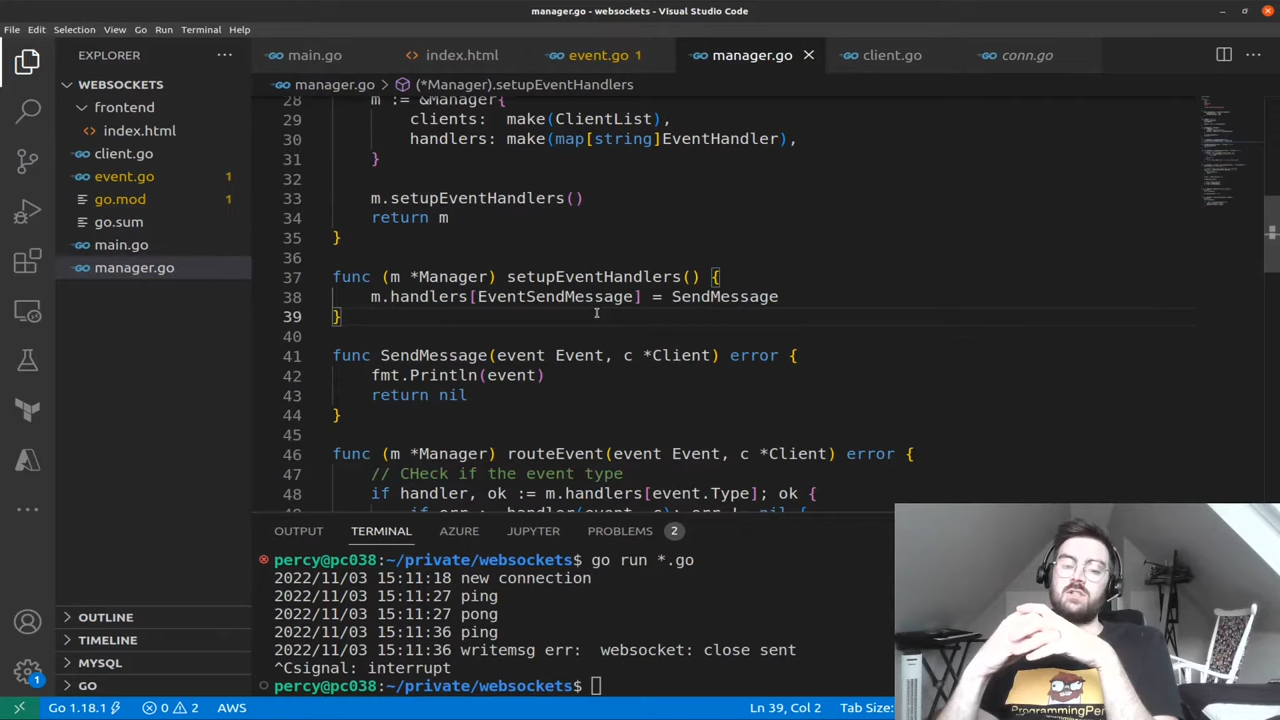 manager.go - websockets - Visual Studio Code
File Edit Selection View Go Run Terminal Help
EXPLORER
main.go index.html event.go 1 manager.go client.go conn.go
manager.go > (*Manager).setupEventHandlers
WEBSOCKETS
frontend
index.html
client.go
event.go 1
go.mod 1
go.sum
main.go
manager.go
28 m := &Manager{
29 clients: make(ClientList),
30 handlers: make(map[string]EventHandler),
31 }
32
33 m.setupEventHandlers()
34 return m
35 }
36
37 func (m *Manager) setupEventHandlers() {
38 m.handlers[EventSendMessage] = SendMessage
39 }
40
41 func SendMessage(event Event, c *Client) error {
42 fmt.Println(event)
43 return nil
44 }
45
46 func (m *Manager) routeEvent(event Event, c *Client) error {
47 // CHeck if the event type
48 if handler, ok := m.handlers[event.Type]; ok {
OUTPUT TERMINAL AZURE JUPYTER PROBLEMS 2
percy@pc038:~/private/websockets$ go run *.go
2022/11/03 15:11:18 new connection
2022/11/03 15:11:27 ping
2022/11/03 15:11:27 pong
2022/11/03 15:11:36 ping
2022/11/03 15:11:36 writemsg err: websocket: close sent
^Csignal: interrupt
percy@pc038:~/private/websockets$
OUTLINE
TIMELINE
MYSQL
GO
1
Go 1.18.1 0 2 AWS Ln 39, Col 2 Tab Size: